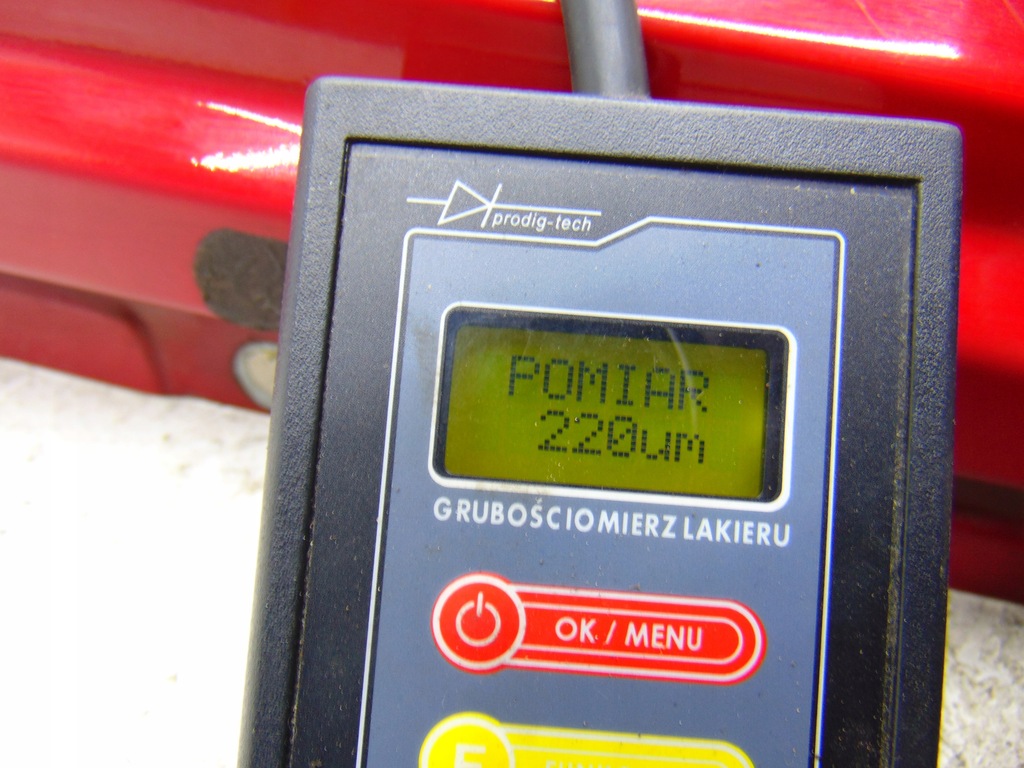 prodig-tech
POMIAR
220um
GRUBOŚCIOMIERZ LAKIERU
OK / MENU
F